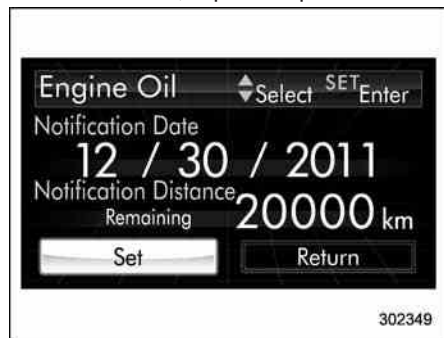 Engine Oil Select SET Enter
Notification Date
12 / 30 / 2011
Notification Distance
Remaining 20000 km
Set Return
302349